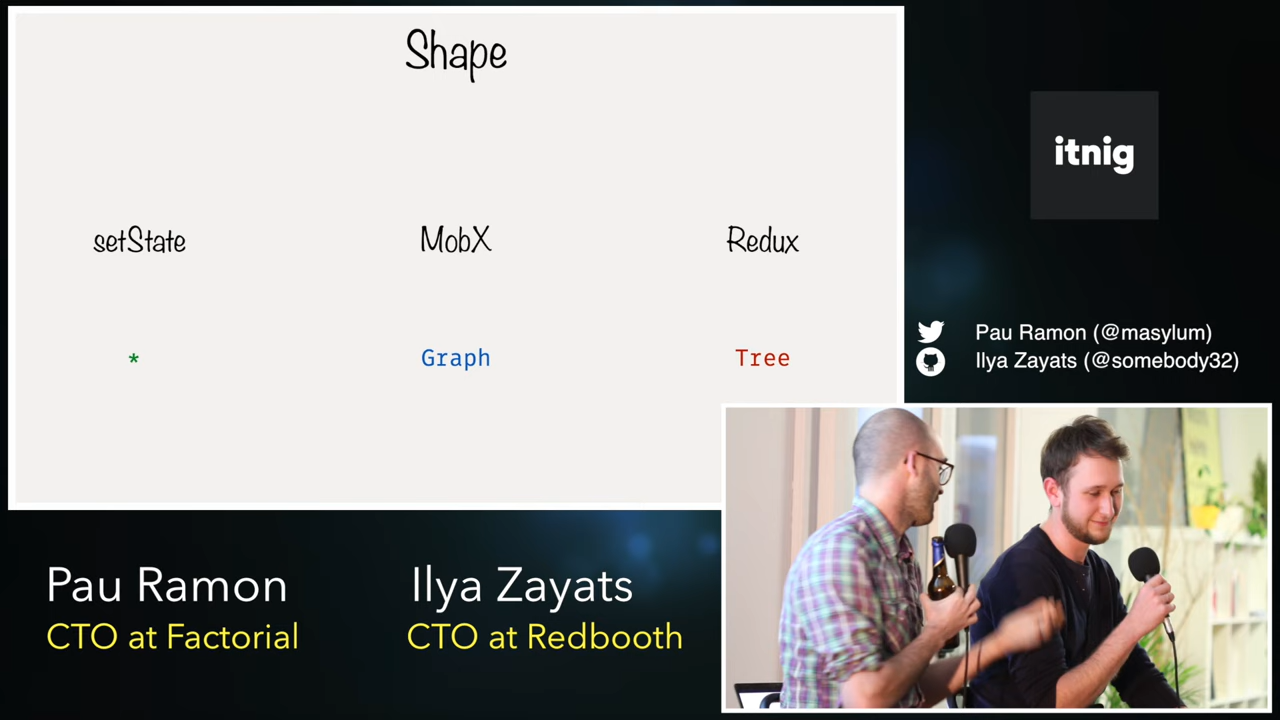 Shape
setState MobX Redux
* Graph Tree
itnig
Pau Ramon (@masylum)
Ilya Zayats (@somebody32)
Pau Ramon Ilya Zayats
CTO at Factorial CTO at Redbooth